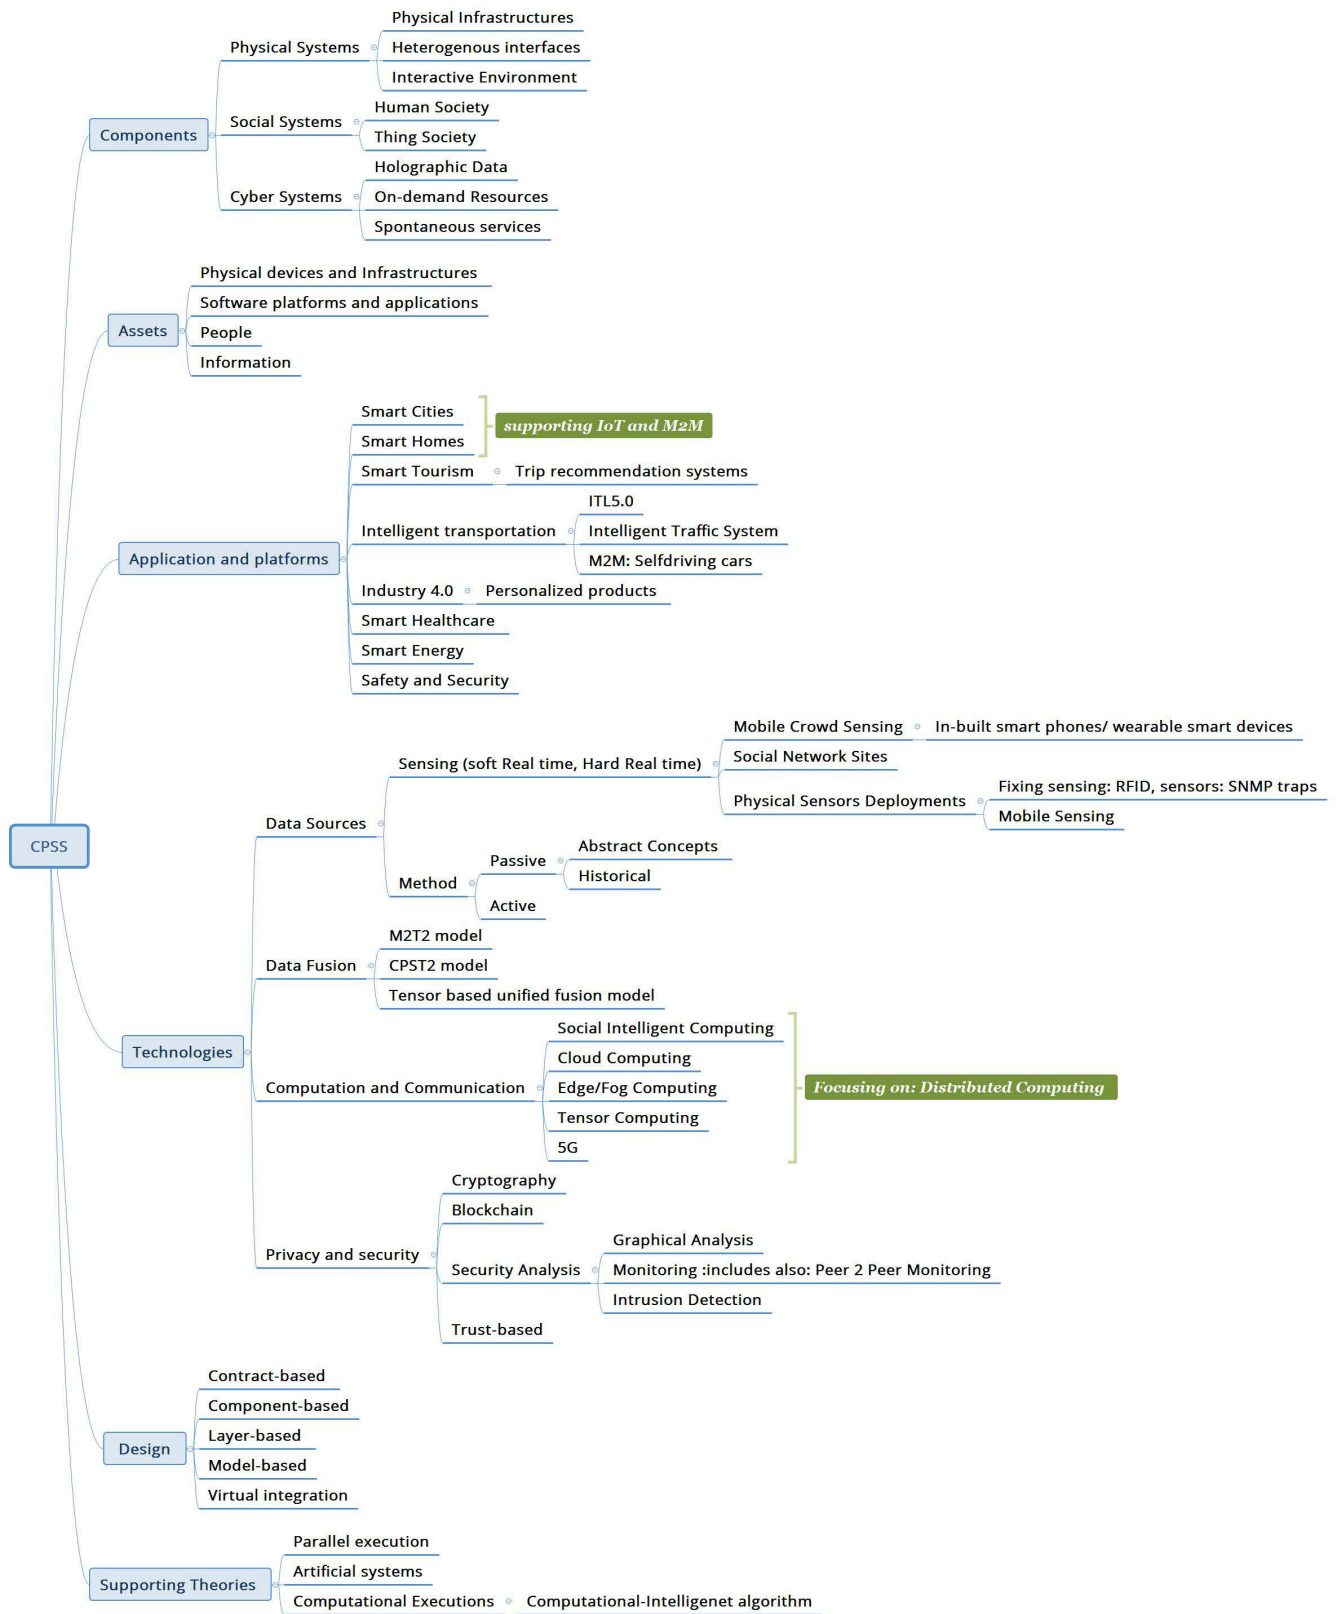 Physical Infrastructures
Physical Systems
Heterogenous interfaces
Interactive Environment
Components
Social Systems
Human Society
Thing Society
Cyber Systems
Holographic Data
On-demand Resources
Spontaneous services
Assets
Physical devices and Infrastructures
Software platforms and applications
People
Information
Application and platforms
Smart Cities
Smart Homes
supporting IoT and M2M
Smart Tourism
Trip recommendation systems
Intelligent transportation
ITL5.0
Intelligent Traffic System
M2M: Selfdriving cars
Industry 4.0
Personalized products
Smart Healthcare
Smart Energy
Safety and Security
CPSS
Technologies
Data Sources
Sensing (soft Real time, Hard Real time)
Mobile Crowd Sensing
In-built smart phones/ wearable smart devices
Social Network Sites
Physical Sensors Deployments
Fixing sensing: RFID, sensors: SNMP traps
Mobile Sensing
Method
Passive
Abstract Concepts
Historical
Active
Data Fusion
M2T2 model
CPST2 model
Tensor based unified fusion model
Computation and Communication
Social Intelligent Computing
Cloud Computing
Edge/Fog Computing
Tensor Computing
5G
Focusing on: Distributed Computing
Privacy and security
Cryptography
Blockchain
Security Analysis
Graphical Analysis
Monitoring :includes also: Peer 2 Peer Monitoring
Intrusion Detection
Trust-based
Design
Contract-based
Component-based
Layer-based
Model-based
Virtual integration
Supporting Theories
Parallel execution
Artificial systems
Computational Executions
Computational-Intelligenet algorithm